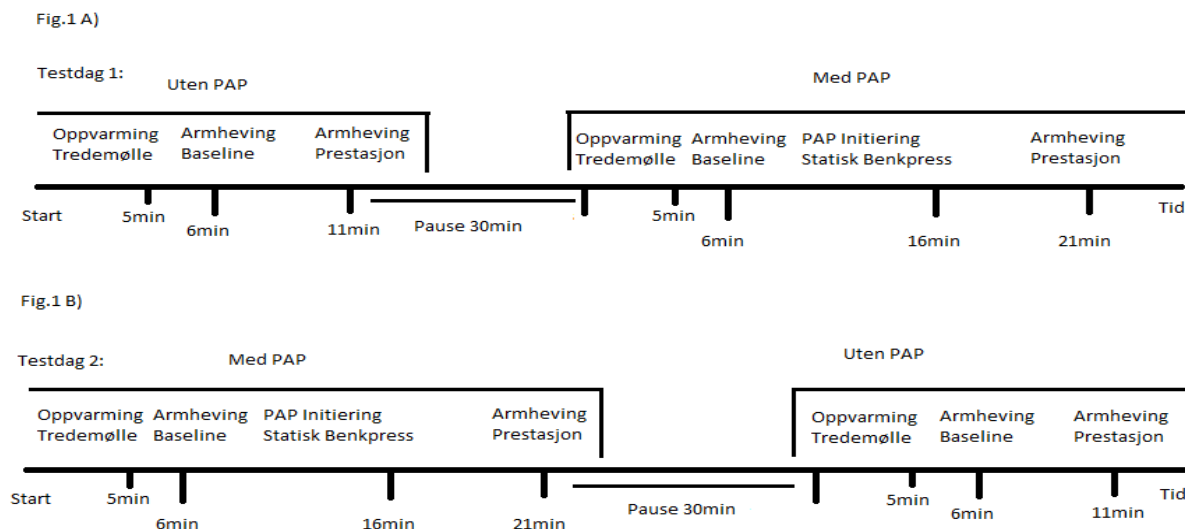 Fig.1 A)
Testdag 1:
Uten PAP
Med PAP
Oppvarming Armheving Armheving
Tredemølle Baseline Prestasjon
Oppvarming Armheving PAP Initiering Armheving
Tredemølle Baseline Statisk Benkpress Prestasjon
Start 5min 6min 11min Pause 30min 5min 6min 16min 21min Tid
Fig.1 B)
Testdag 2:
Med PAP
Uten PAP
Oppvarming Armheving PAP Initiering Armheving
Tredemølle Baseline Statisk Benkpress Prestasjon
Oppvarming Armheving Armheving
Tredemølle Baseline Prestasjon
Start 5min 6min 16min 21min Pause 30min 5min 6min 11min Tid